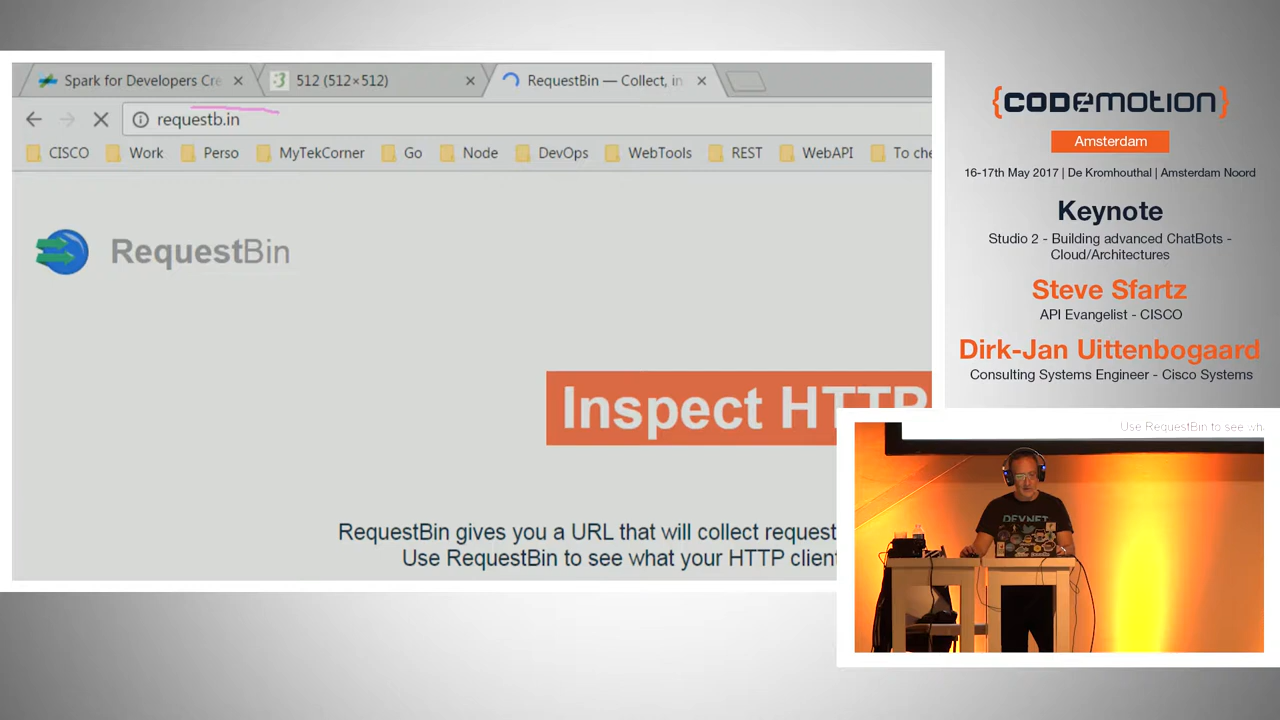 Spark for Developers Cre
512 (512×512)
RequestBin — Collect, in
requestb.in
CISCO
Work
Perso
MyTekCorner
Go
Node
DevOps
WebTools
REST
WebAPI
To che
RequestBin
Inspect HTTP
RequestBin gives you a URL that will collect request
Use RequestBin to see what your HTTP client
{CODEMOTION}
Amsterdam
16-17th May 2017 | De Kromhouthal | Amsterdam Noord
Keynote
Studio 2 - Building advanced ChatBots -
Cloud/Architectures
Steve Sfartz
API Evangelist - CISCO
Dirk-Jan Uittenbogaard
Consulting Systems Engineer - Cisco Systems
Use RequestBin to see wh
DEVNET